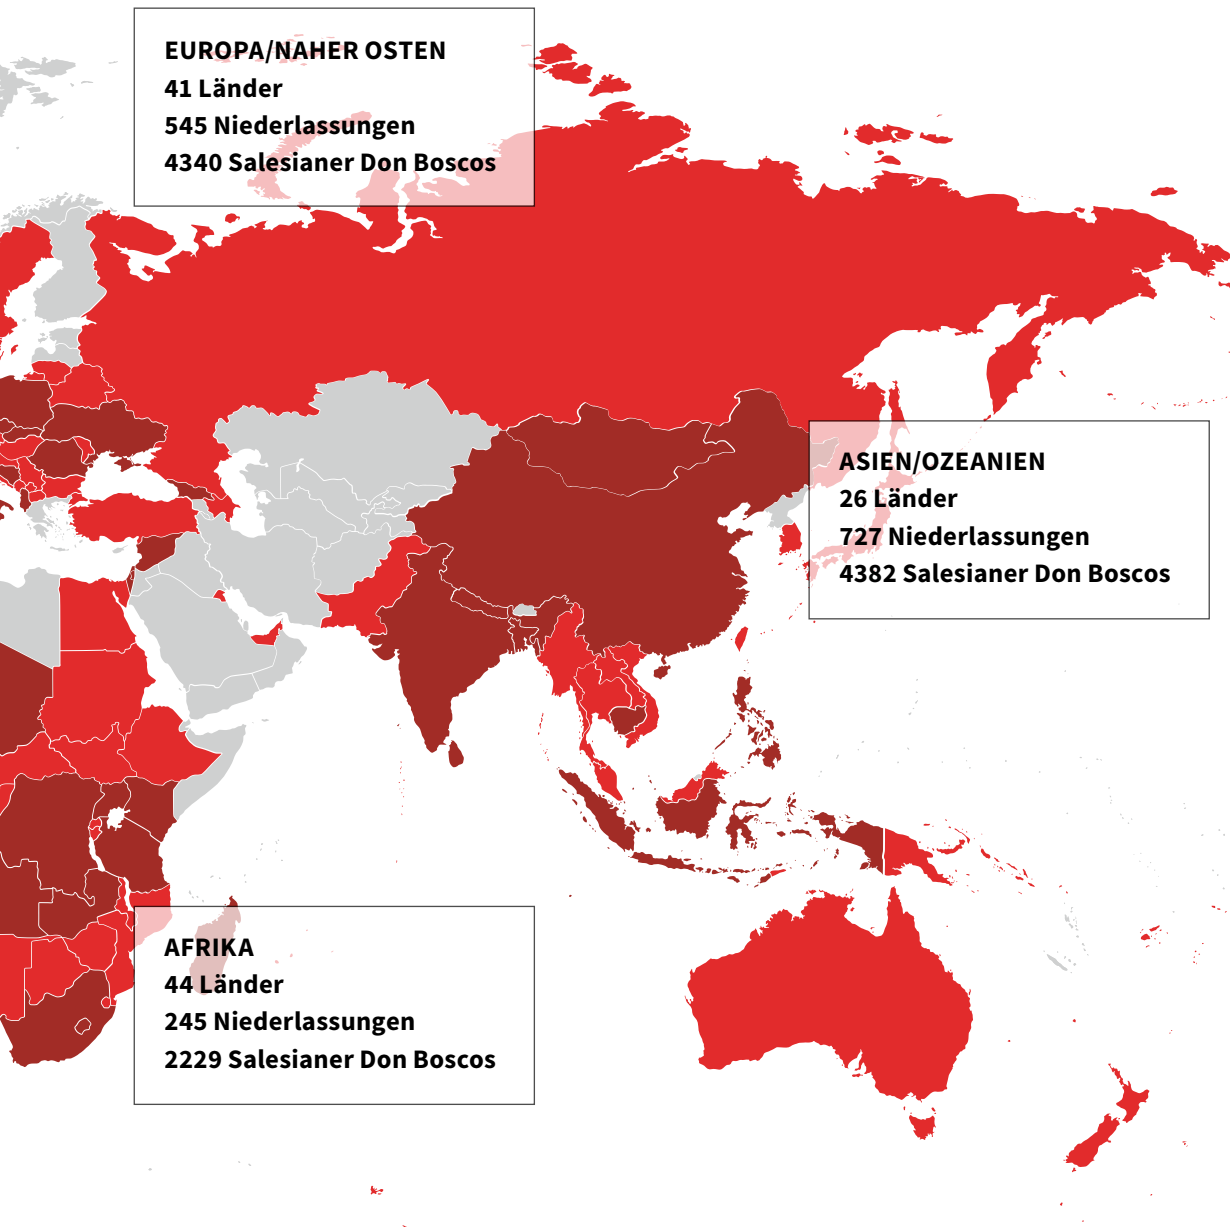 EUROPA/NAHER OSTEN
41 Länder
545 Niederlassungen
4340 Salesianer Don Boscos
ASIEN/OZEANIEN
26 Länder
727 Niederlassungen
4382 Salesianer Don Boscos
AFRIKA
44 Länder
245 Niederlassungen
2229 Salesianer Don Boscos